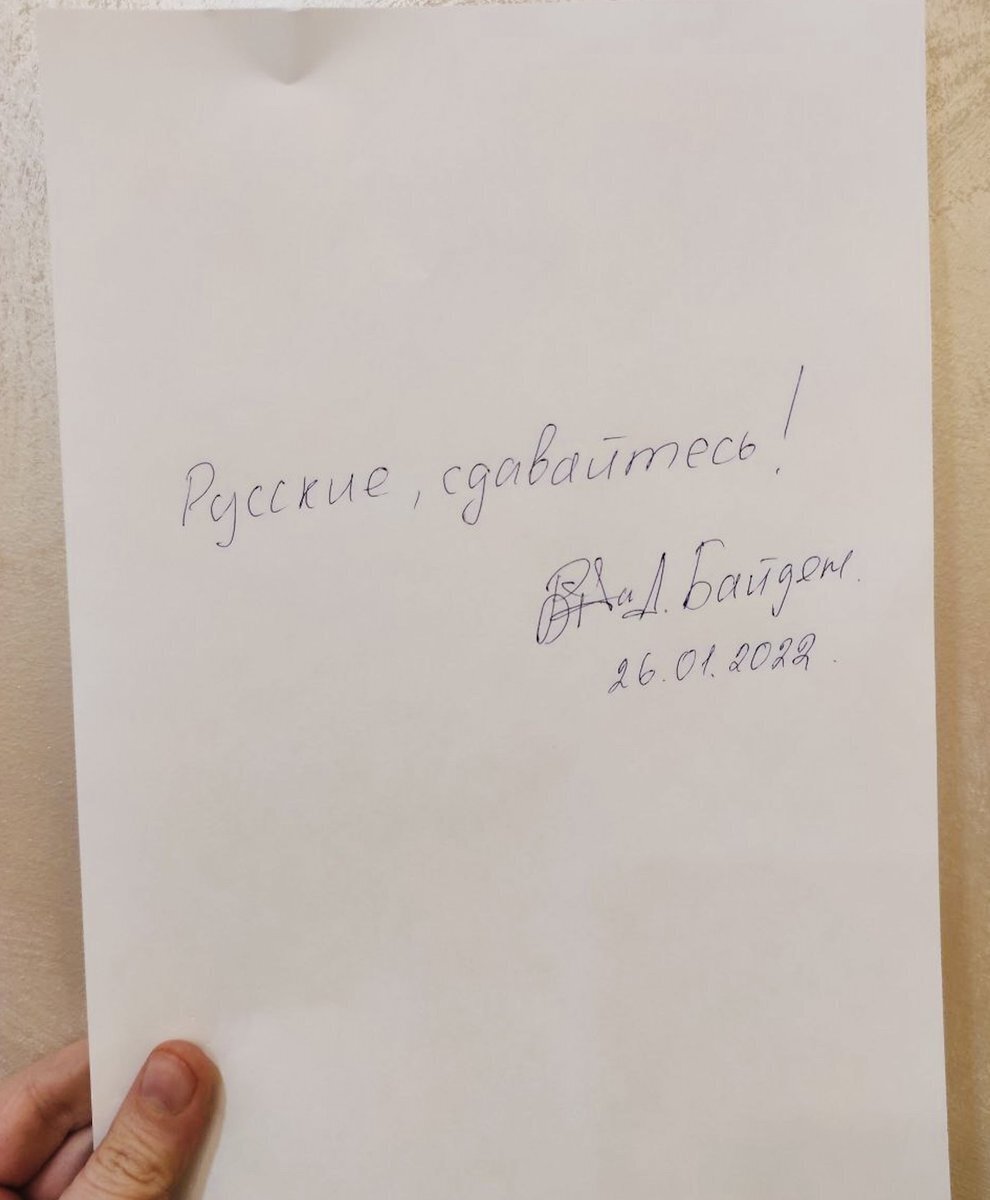 Русские, сдавайтесь!
Д. Байден.
26.01.2022.